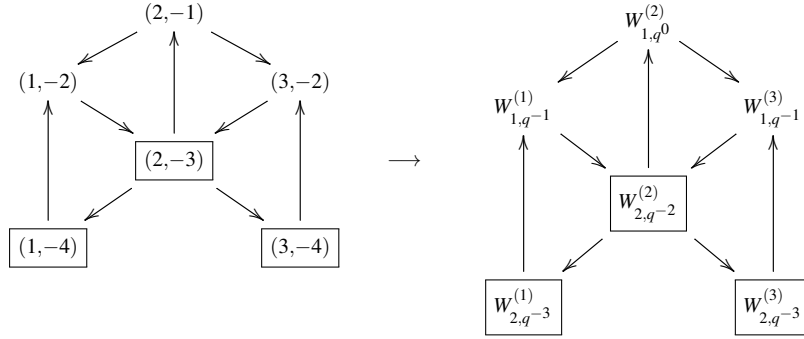 (2,−1) W^{(2)}_{1,q^0}
(1,−2) (3,−2) W^{(1)}_{1,q^{−1}} W^{(3)}_{1,q^{−1}}
(2,−3) ⟶ W^{(2)}_{2,q^{−2}}
(1,−4) (3,−4) W^{(1)}_{2,q^{−3}} W^{(3)}_{2,q^{−3}}